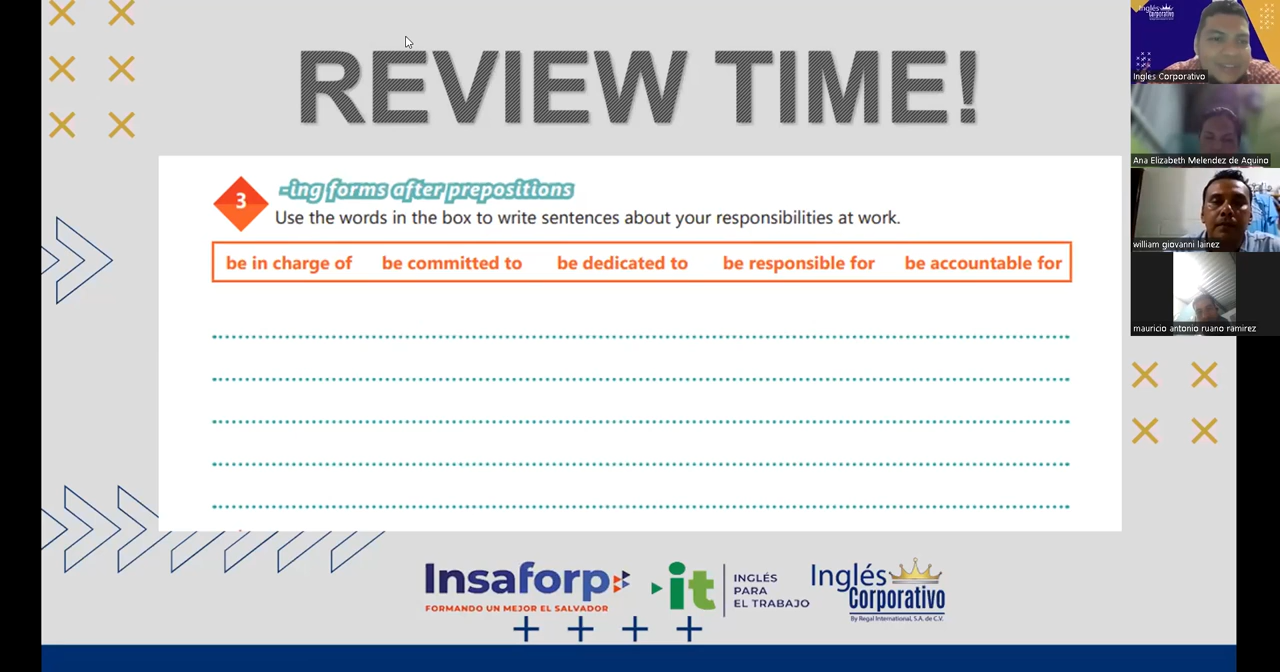 REVIEW TIME!
3
-ing forms after prepositions
Use the words in the box to write sentences about your responsibilities at work.
be in charge of be committed to be dedicated to be responsible for be accountable for
Insaforp
FORMANDO UN MEJOR EL SALVADOR
it
INGLÉS
PARA
EL TRABAJO
Inglés
Corporativo
By Regal International, S.A. de C.V.
Inglés
Corporativo
Ingles Corporativo
Ana Elizabeth Melendez de Aquino
william giovanni lainez
mauricio antonio ruano ramirez